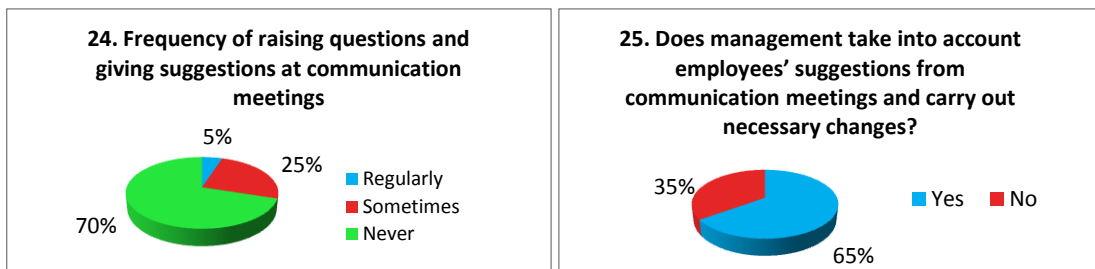 24. Frequency of raising questions and
giving suggestions at communication
meetings
5%
25%
70%
Regularly
Sometimes
Never
25. Does management take into account
employees’ suggestions from
communication meetings and carry out
necessary changes?
35%
65%
Yes No